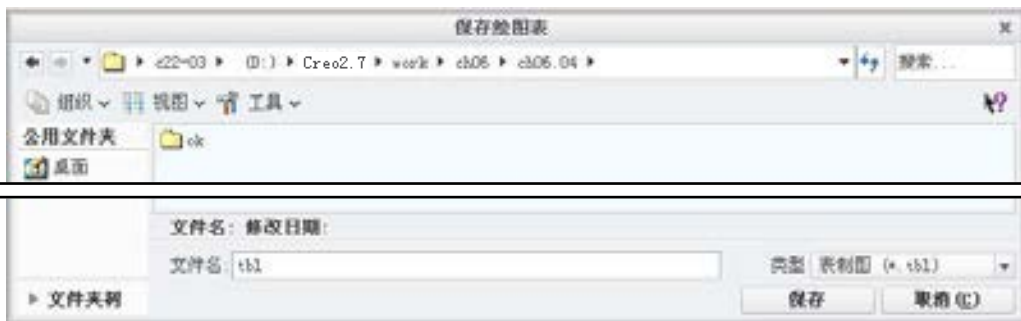 保存绘图表
c22-03 (D:) Creo2.7 work ch06 ch06.04 搜索...
组织 视图 工具
公用文件夹 ok
桌面
文件名: 修改日期:
文件名 tbl 类型 表制图 (*.tbl)
文件夹树 保存 取消(C)